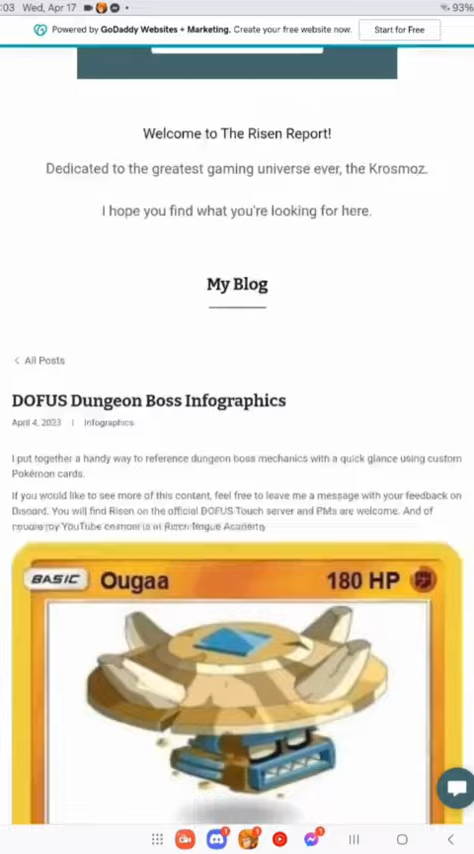 :03 Wed, Apr 17
93%
Powered by GoDaddy Websites + Marketing. Create your free website now.
Start for Free
Welcome to The Risen Report!
Dedicated to the greatest gaming universe ever, the Krosmoz.
I hope you find what you're looking for here.
My Blog
All Posts
DOFUS Dungeon Boss Infographics
April 4, 2023 | Infographics
I put together a handy way to reference dungeon boss mechanics with a quick glance using custom
Pokémon cards.
If you would like to see more of this content, feel free to leave me a message with your feedback on
Discord. You will find Risen on the official DOFUS Touch server and PMs are welcome. And of
YouTube
BASIC Ougaa 180 HP